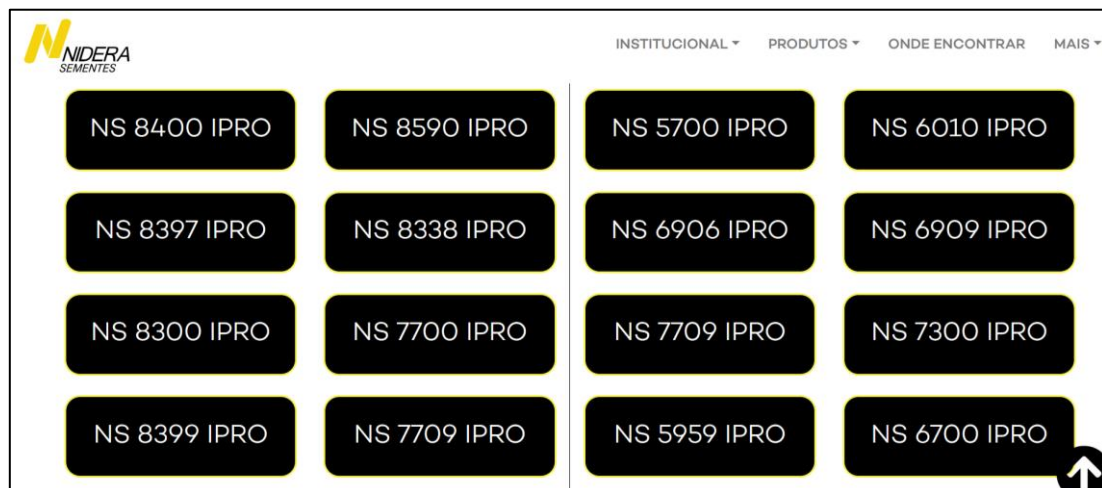 NIDERA
SEMENTES
INSTITUCIONAL PRODUTOS ONDE ENCONTRAR MAIS
NS 8400 IPRO NS 8590 IPRO NS 5700 IPRO NS 6010 IPRO
NS 8397 IPRO NS 8338 IPRO NS 6906 IPRO NS 6909 IPRO
NS 8300 IPRO NS 7700 IPRO NS 7709 IPRO NS 7300 IPRO
NS 8399 IPRO NS 7709 IPRO NS 5959 IPRO NS 6700 IPRO